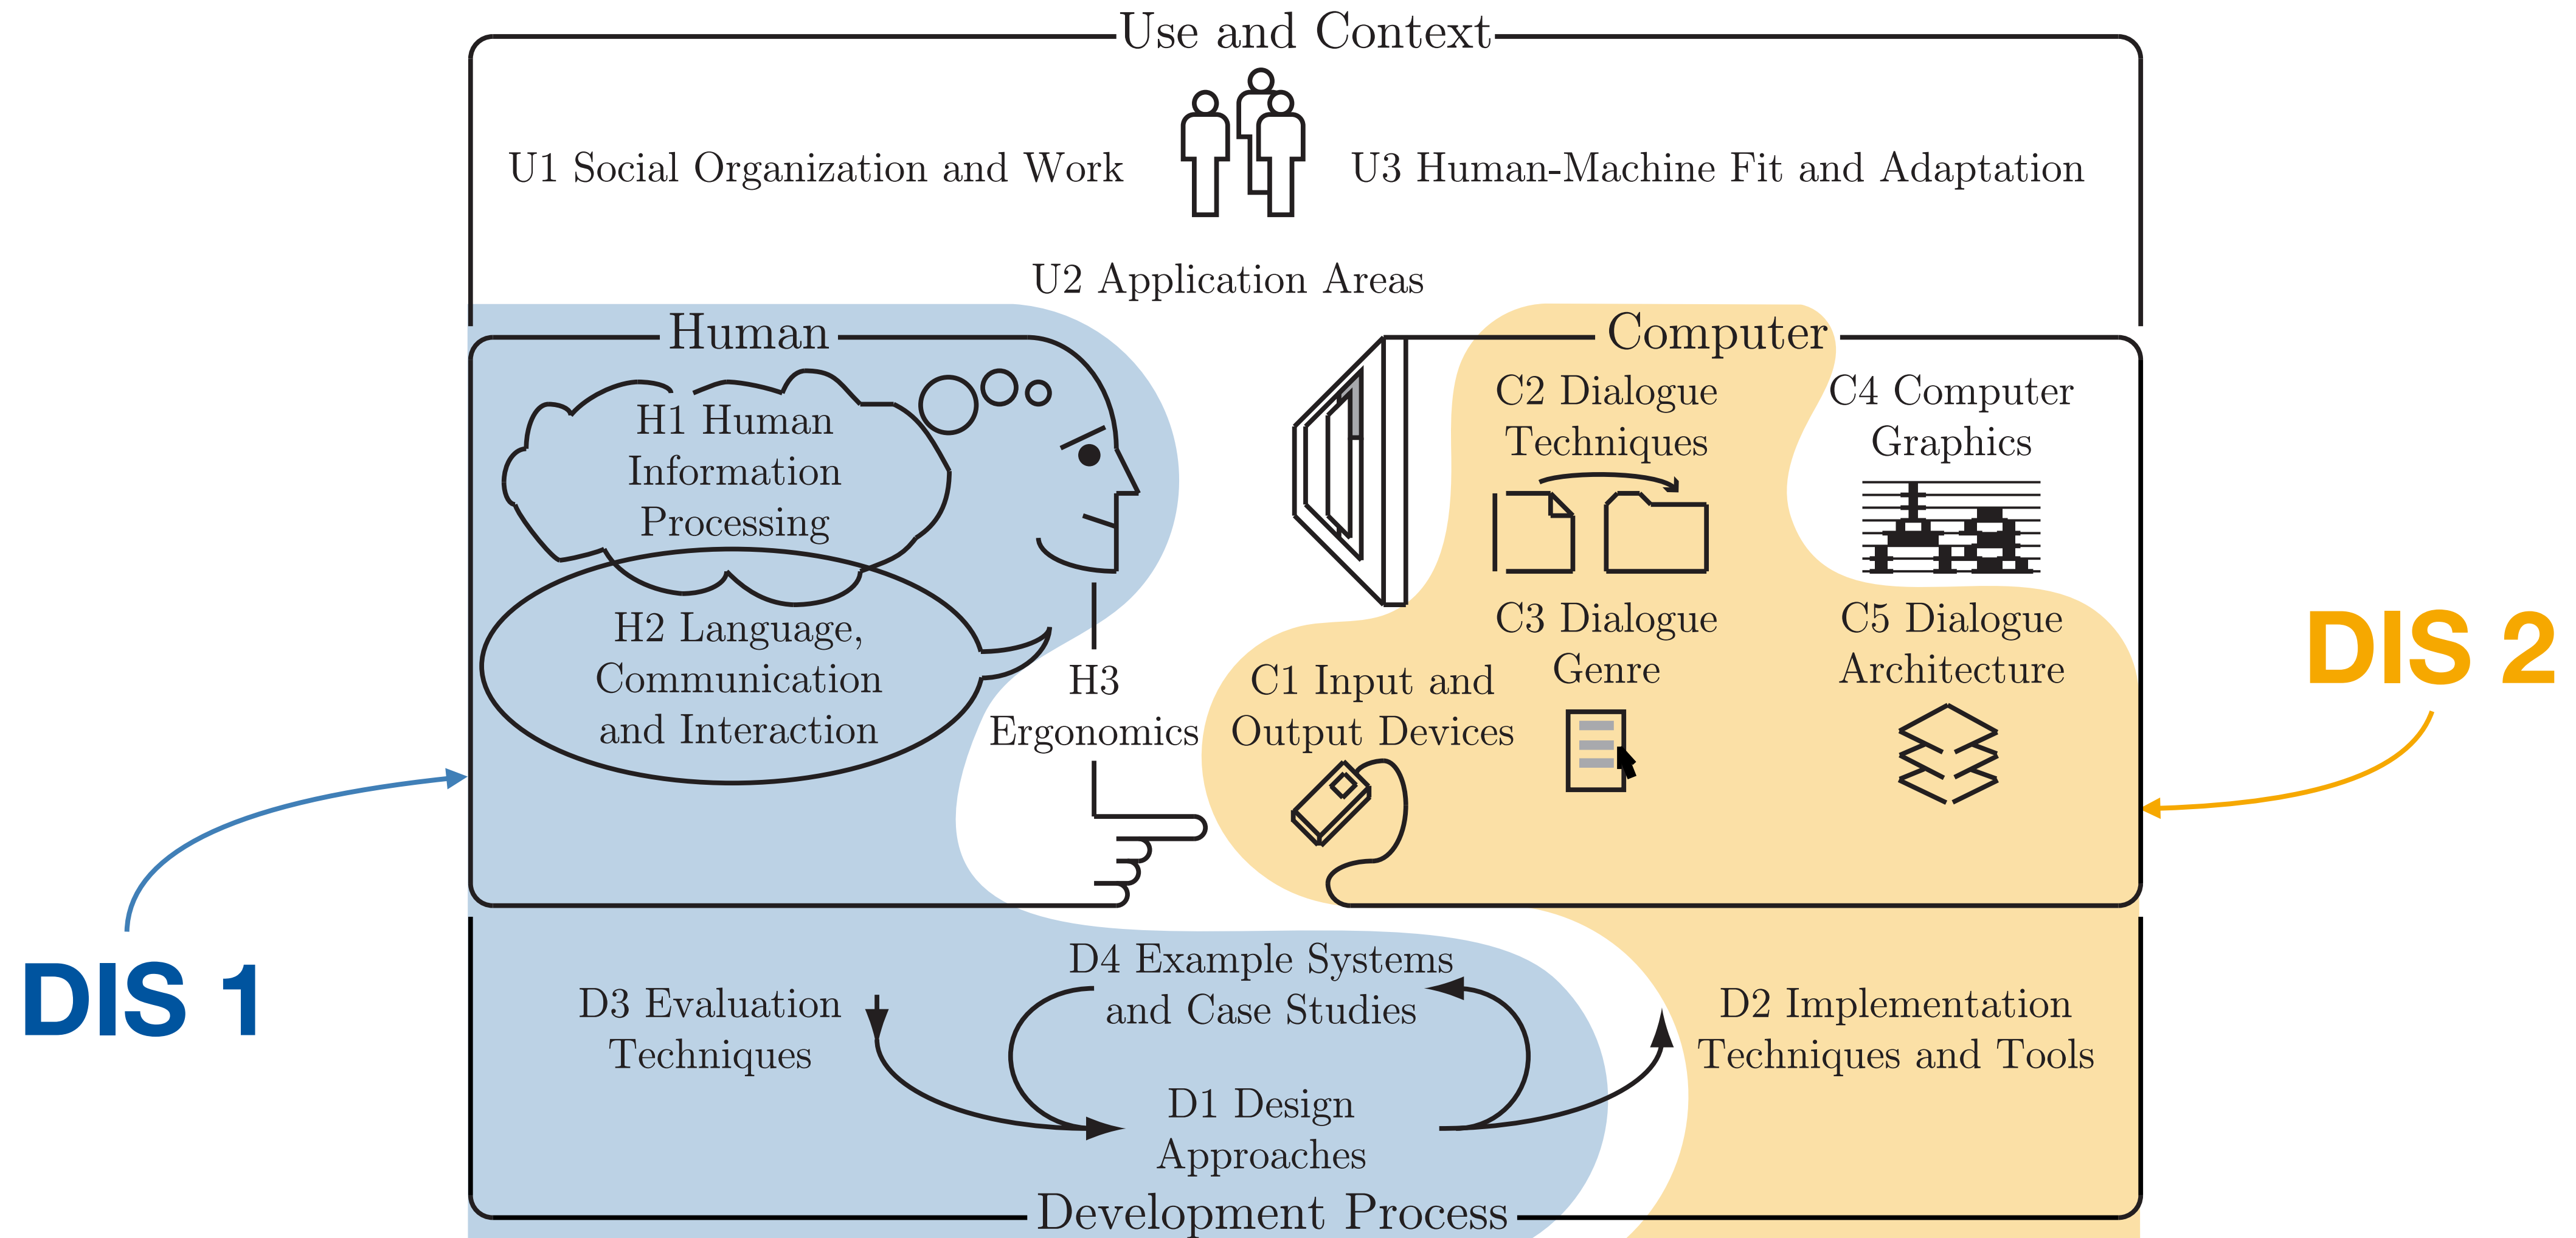 Use and Context
U1 Social Organization and Work
U3 Human-Machine Fit and Adaptation
U2 Application Areas
Human
H1 Human
Information
Processing
H2 Language,
Communication
and Interaction
H3
Ergonomics
Computer
C2 Dialogue
Techniques
C4 Computer
Graphics
C3 Dialogue
Genre
C5 Dialogue
Architecture
C1 Input and
Output Devices
DIS 2
DIS 1
D4 Example Systems
and Case Studies
D3 Evaluation
Techniques
D2 Implementation
Techniques and Tools
D1 Design
Approaches
Development Process